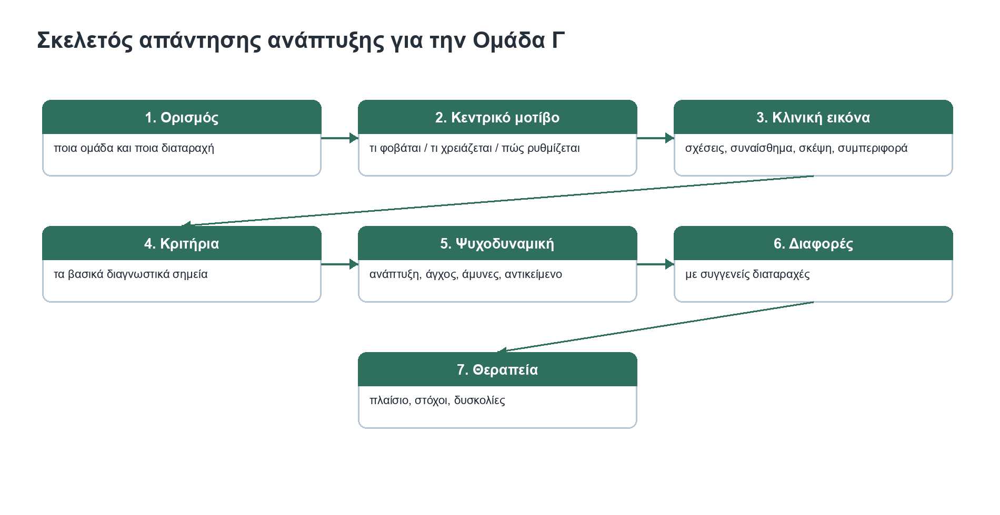 Σκελετός απάντησης ανάπτυξης για την Ομάδα Γ
1. Ορισμός
ποια ομάδα και ποια διαταραχή
2. Κεντρικό μοτίβο
τι φοβάται / τι χρειάζεται / πώς ρυθμίζεται
3. Κλινική εικόνα
σχέσεις, συναίσθημα, σκέψη, συμπεριφορά
4. Κριτήρια
τα βασικά διαγνωστικά σημεία
5. Ψυχοδυναμική
ανάπτυξη, άγχος, άμυνες, αντικείμενο
6. Διαφορές
με συγγενείς διαταραχές
7. Θεραπεία
πλαίσιο, στόχοι, δυσκολίες